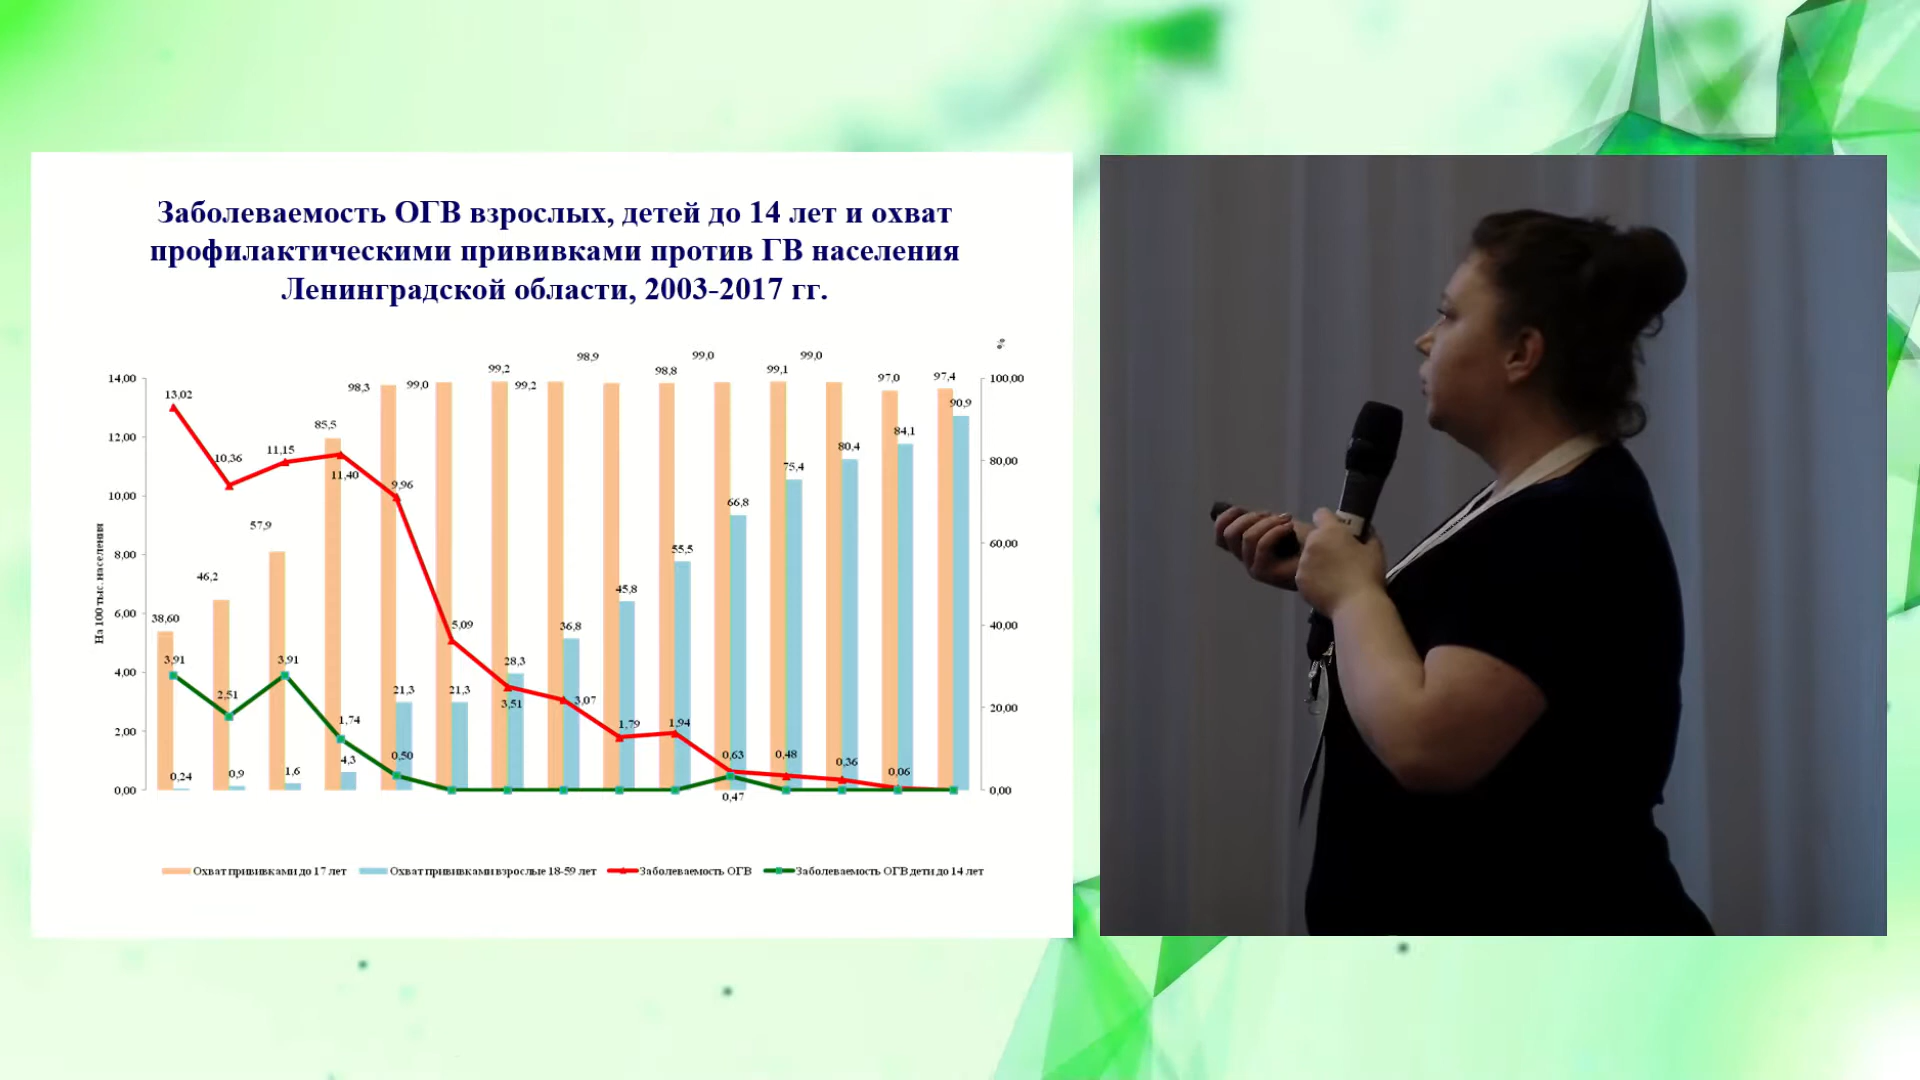 Заболеваемость ОГВ взрослых, детей до 14 лет и охват
профилактическими прививками против ГВ населения
Ленинградской области, 2003-2017 гг.
%
98,9 99,0 99,0
99,2 98,8 99,1 97,0 97,4
14,00 98,3 99,0 99,2 100,00
13,02 90,9
85,5 84,1
12,00 80,4
10,36 11,15 11,40 75,4 80,00
9,96
10,00 66,8
57,9
55,5
8,00 60,00
На 100 тыс. населения
46,2 45,8
6,00 38,60 5,09 36,8 40,00
3,91 3,91 28,3
4,00
2,51 21,3 21,3 3,51 3,07 20,00
2,00 1,74 1,79 1,94
4,3 0,50 0,63 0,48 0,36 0,06
0,24 0,9 1,6
0,00 0,47 0,00
Охват прививками до 17 лет Охват прививками взрослые 18-59 лет Заболеваемость ОГВ Заболеваемость ОГВ дети до 14 лет